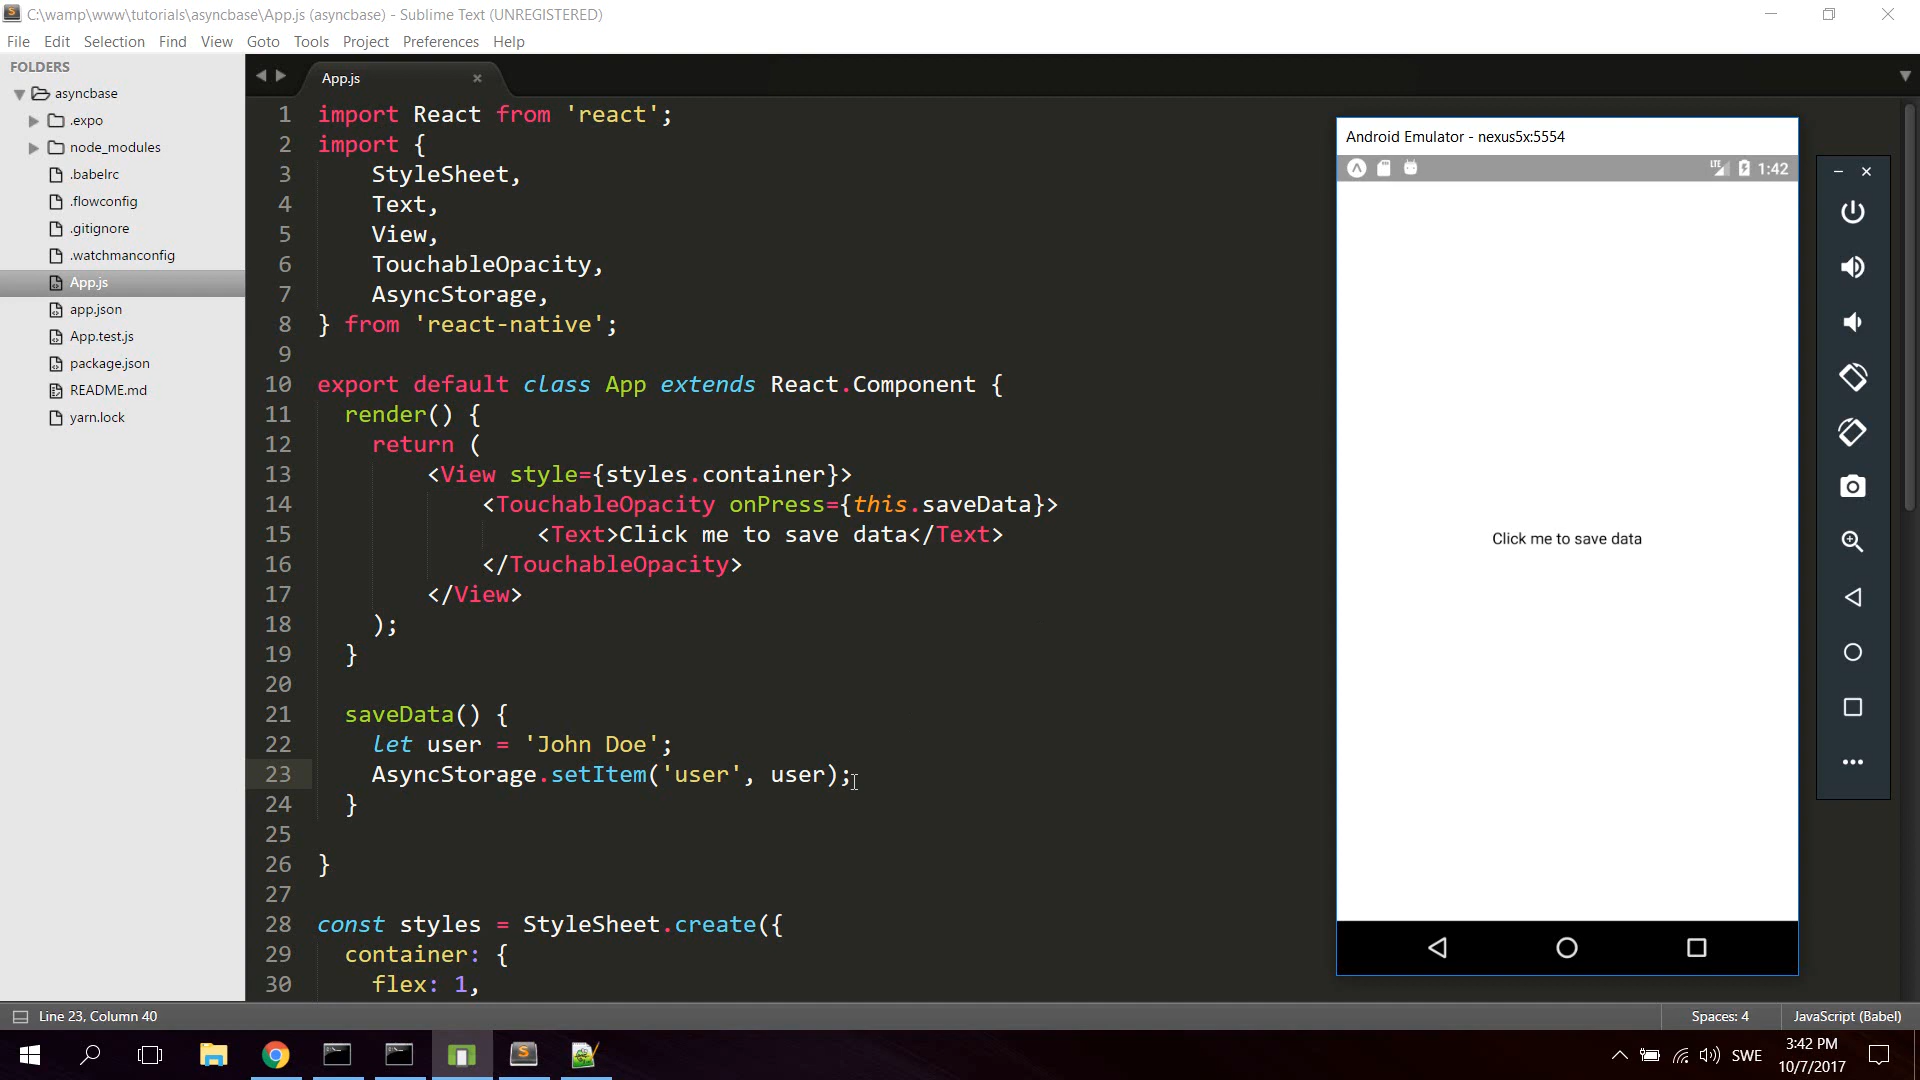 C:\wamp\www\tutorials\asyncbase\App.js (asyncbase) - Sublime Text (UNREGISTERED)
File Edit Selection Find View Goto Tools Project Preferences Help
FOLDERS
asyncbase
.expo
node_modules
.babelrc
.flowconfig
.gitignore
.watchmanconfig
App.js
app.json
App.test.js
package.json
README.md
yarn.lock
App.js
1 import React from 'react';
2 import {
3 StyleSheet,
4 Text,
5 View,
6 TouchableOpacity,
7 AsyncStorage,
8 } from 'react-native';
9
10 export default class App extends React.Component {
11 render() {
12 return (
13 <View style={styles.container}>
14 <TouchableOpacity onPress={this.saveData}>
15 <Text>Click me to save data</Text>
16 </TouchableOpacity>
17 </View>
18 );
19 }
20
21 saveData() {
22 let user = 'John Doe';
23 AsyncStorage.setItem('user', user);
24 }
25
26 }
27
28 const styles = StyleSheet.create({
29 container: {
30 flex: 1,
Android Emulator - nexus5x:5554
LTE 1:42
Click me to save data
Line 23, Column 40
Spaces: 4
JavaScript (Babel)
SWE
3:42 PM
10/7/2017